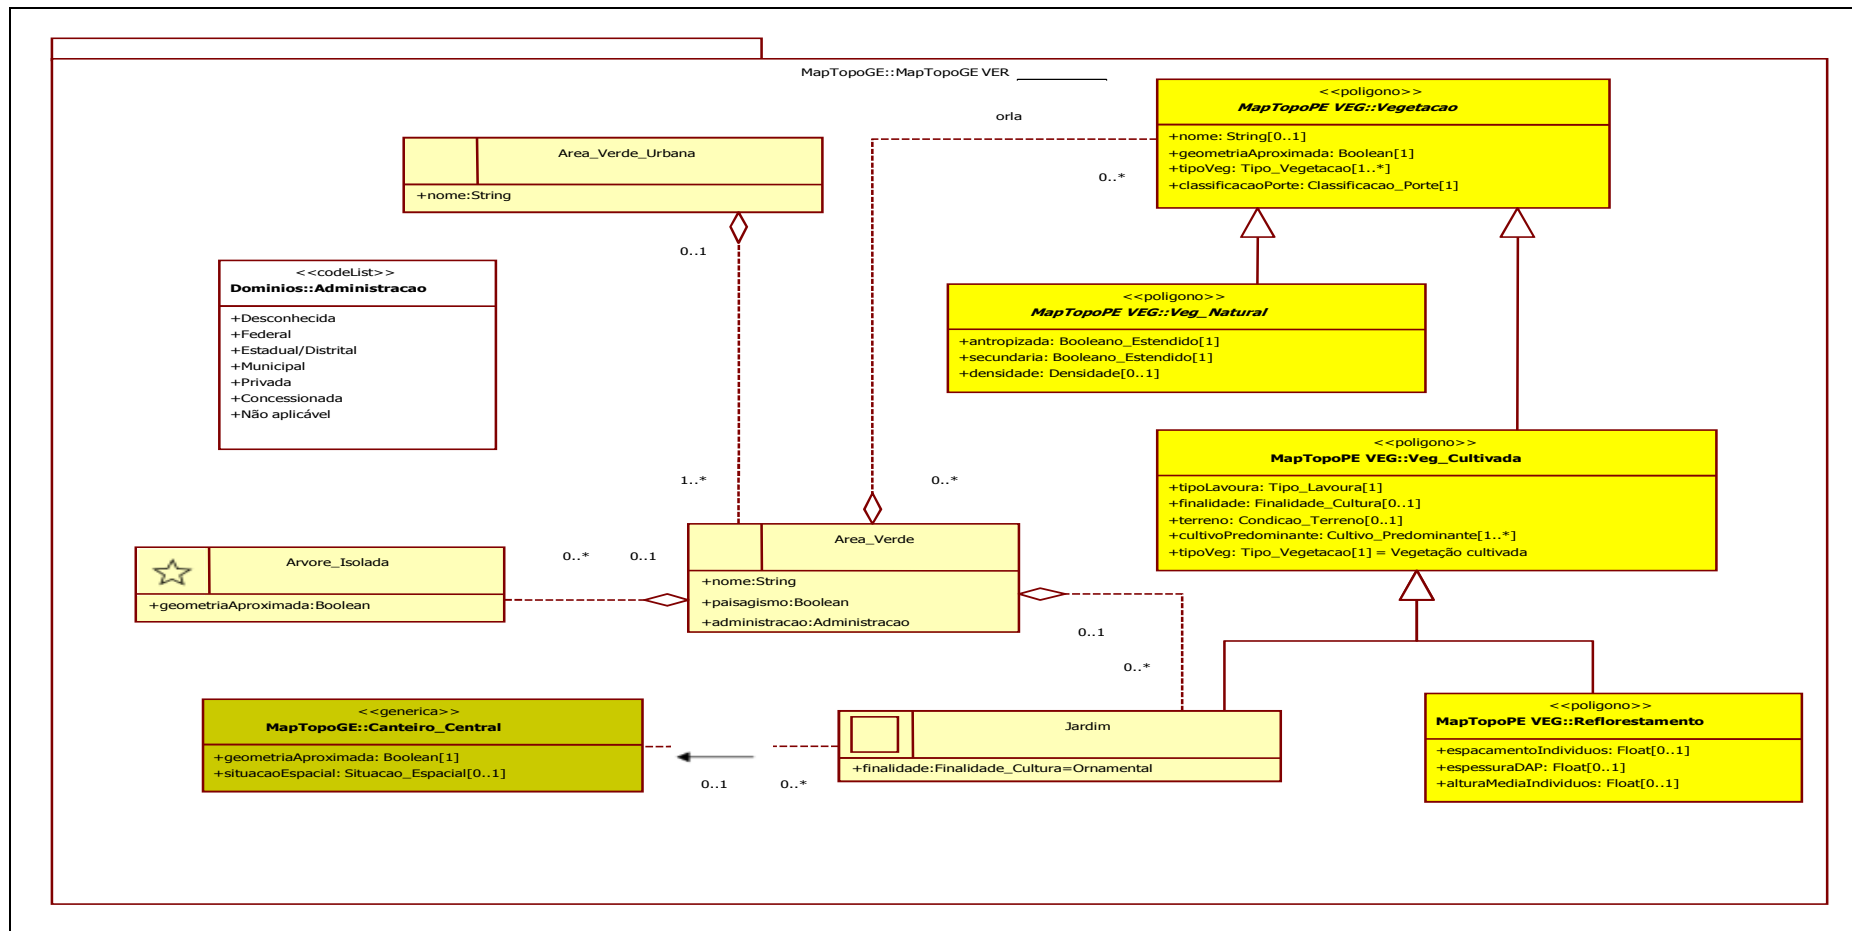 MapTopoGE::MapTopoGE VER
<<poligono>>
MapTopoPE VEG::Vegetacao
+nome: String[0..1]
+geometriaAproximada: Boolean[1]
+tipoVeg: Tipo_Vegetacao[1..*]
+classificacaoPorte: Classificacao_Porte[1]
orla
0..*
Area_Verde_Urbana
+nome:String
0..1
<<codeList>>
Dominios::Administracao
+Desconhecida
+Federal
+Estadual/Distrital
+Municipal
+Privada
+Concessionada
+Não aplicável
<<poligono>>
MapTopoPE VEG::Veg_Natural
+antropizada: Booleano_Estendido[1]
+secundaria: Booleano_Estendido[1]
+densidade: Densidade[0..1]
<<poligono>>
MapTopoPE VEG::Veg_Cultivada
+tipoLavoura: Tipo_Lavoura[1]
+finalidade: Finalidade_Cultura[0..1]
+terreno: Condicao_Terreno[0..1]
+cultivoPredominante: Cultivo_Predominante[1..*]
+tipoVeg: Tipo_Vegetacao[1] = Vegetação cultivada
1..*
0..*
Area_Verde
+nome:String
+paisagismo:Boolean
+administracao:Administracao
0..*
0..1
Arvore_Isolada
+geometriaAproximada:Boolean
0..1
0..*
<<generica>>
MapTopoGE::Canteiro_Central
+geometriaAproximada: Boolean[1]
+situacaoEspacial: Situacao_Espacial[0..1]
0..1
0..*
Jardim
+finalidade:Finalidade_Cultura=Ornamental
<<poligono>>
MapTopoPE VEG::Reflorestamento
+espacamentoIndividuos: Float[0..1]
+espessuraDAP: Float[0..1]
+alturaMediaIndividuos: Float[0..1]